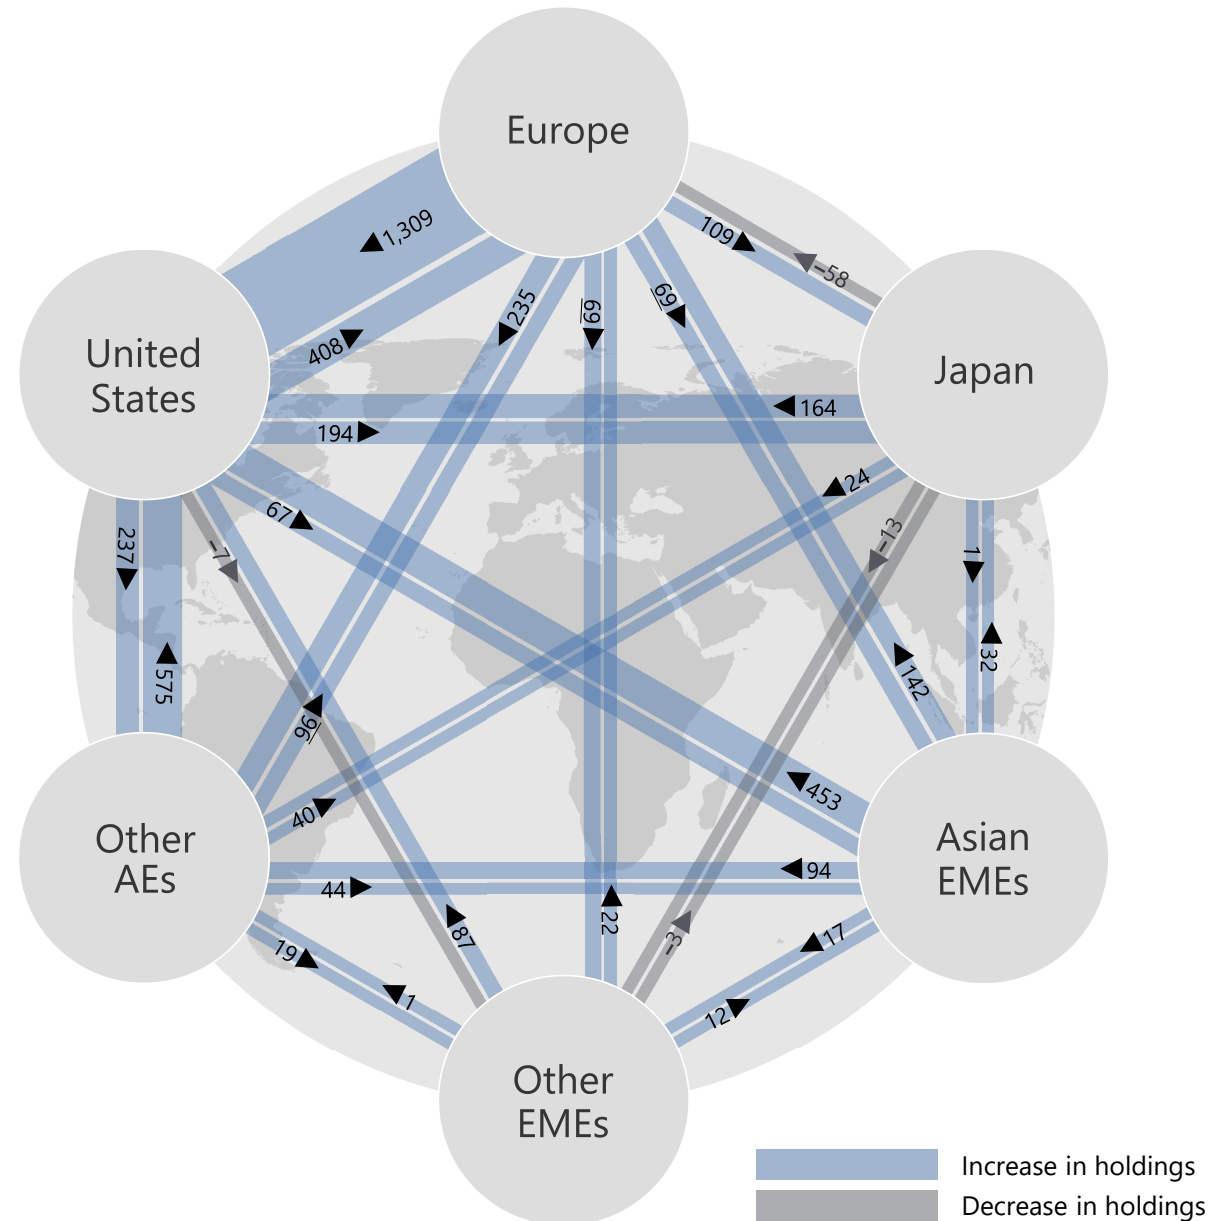 Europe
1,309
109
-58
408
235
69
69
United
States
Japan
164
194
24
67
-13
237
-7
1
575
32
142
96
453
40
Other
AEs
Asian
EMEs
94
44
22
87
-3
17
19
1
12
Other
EMEs
Increase in holdings
Decrease in holdings